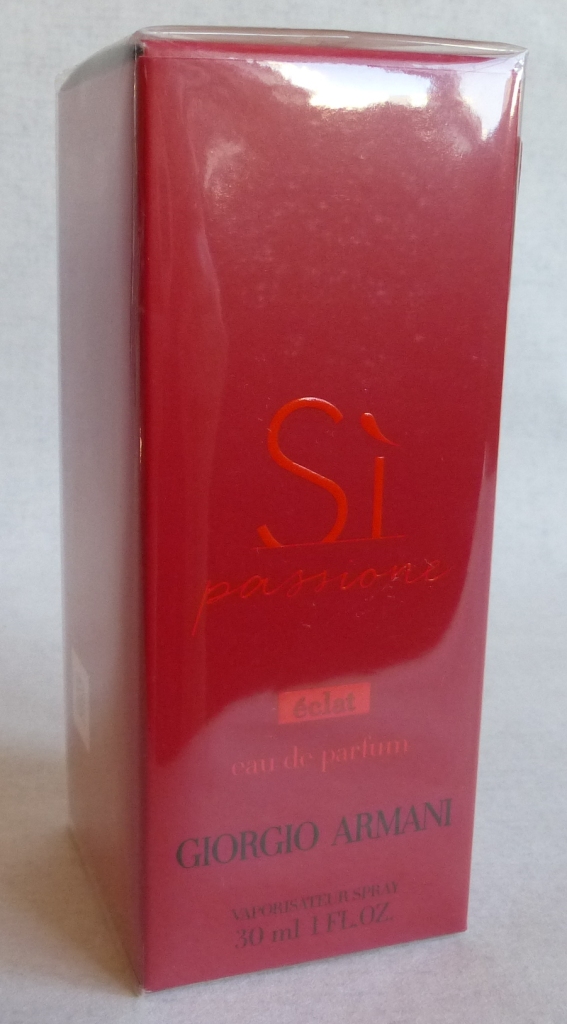 Sì
passione
éclat
eau de parfum
GIORGIO ARMANI
VAPORISATEUR SPRAY
30 ml 1 FL.OZ.